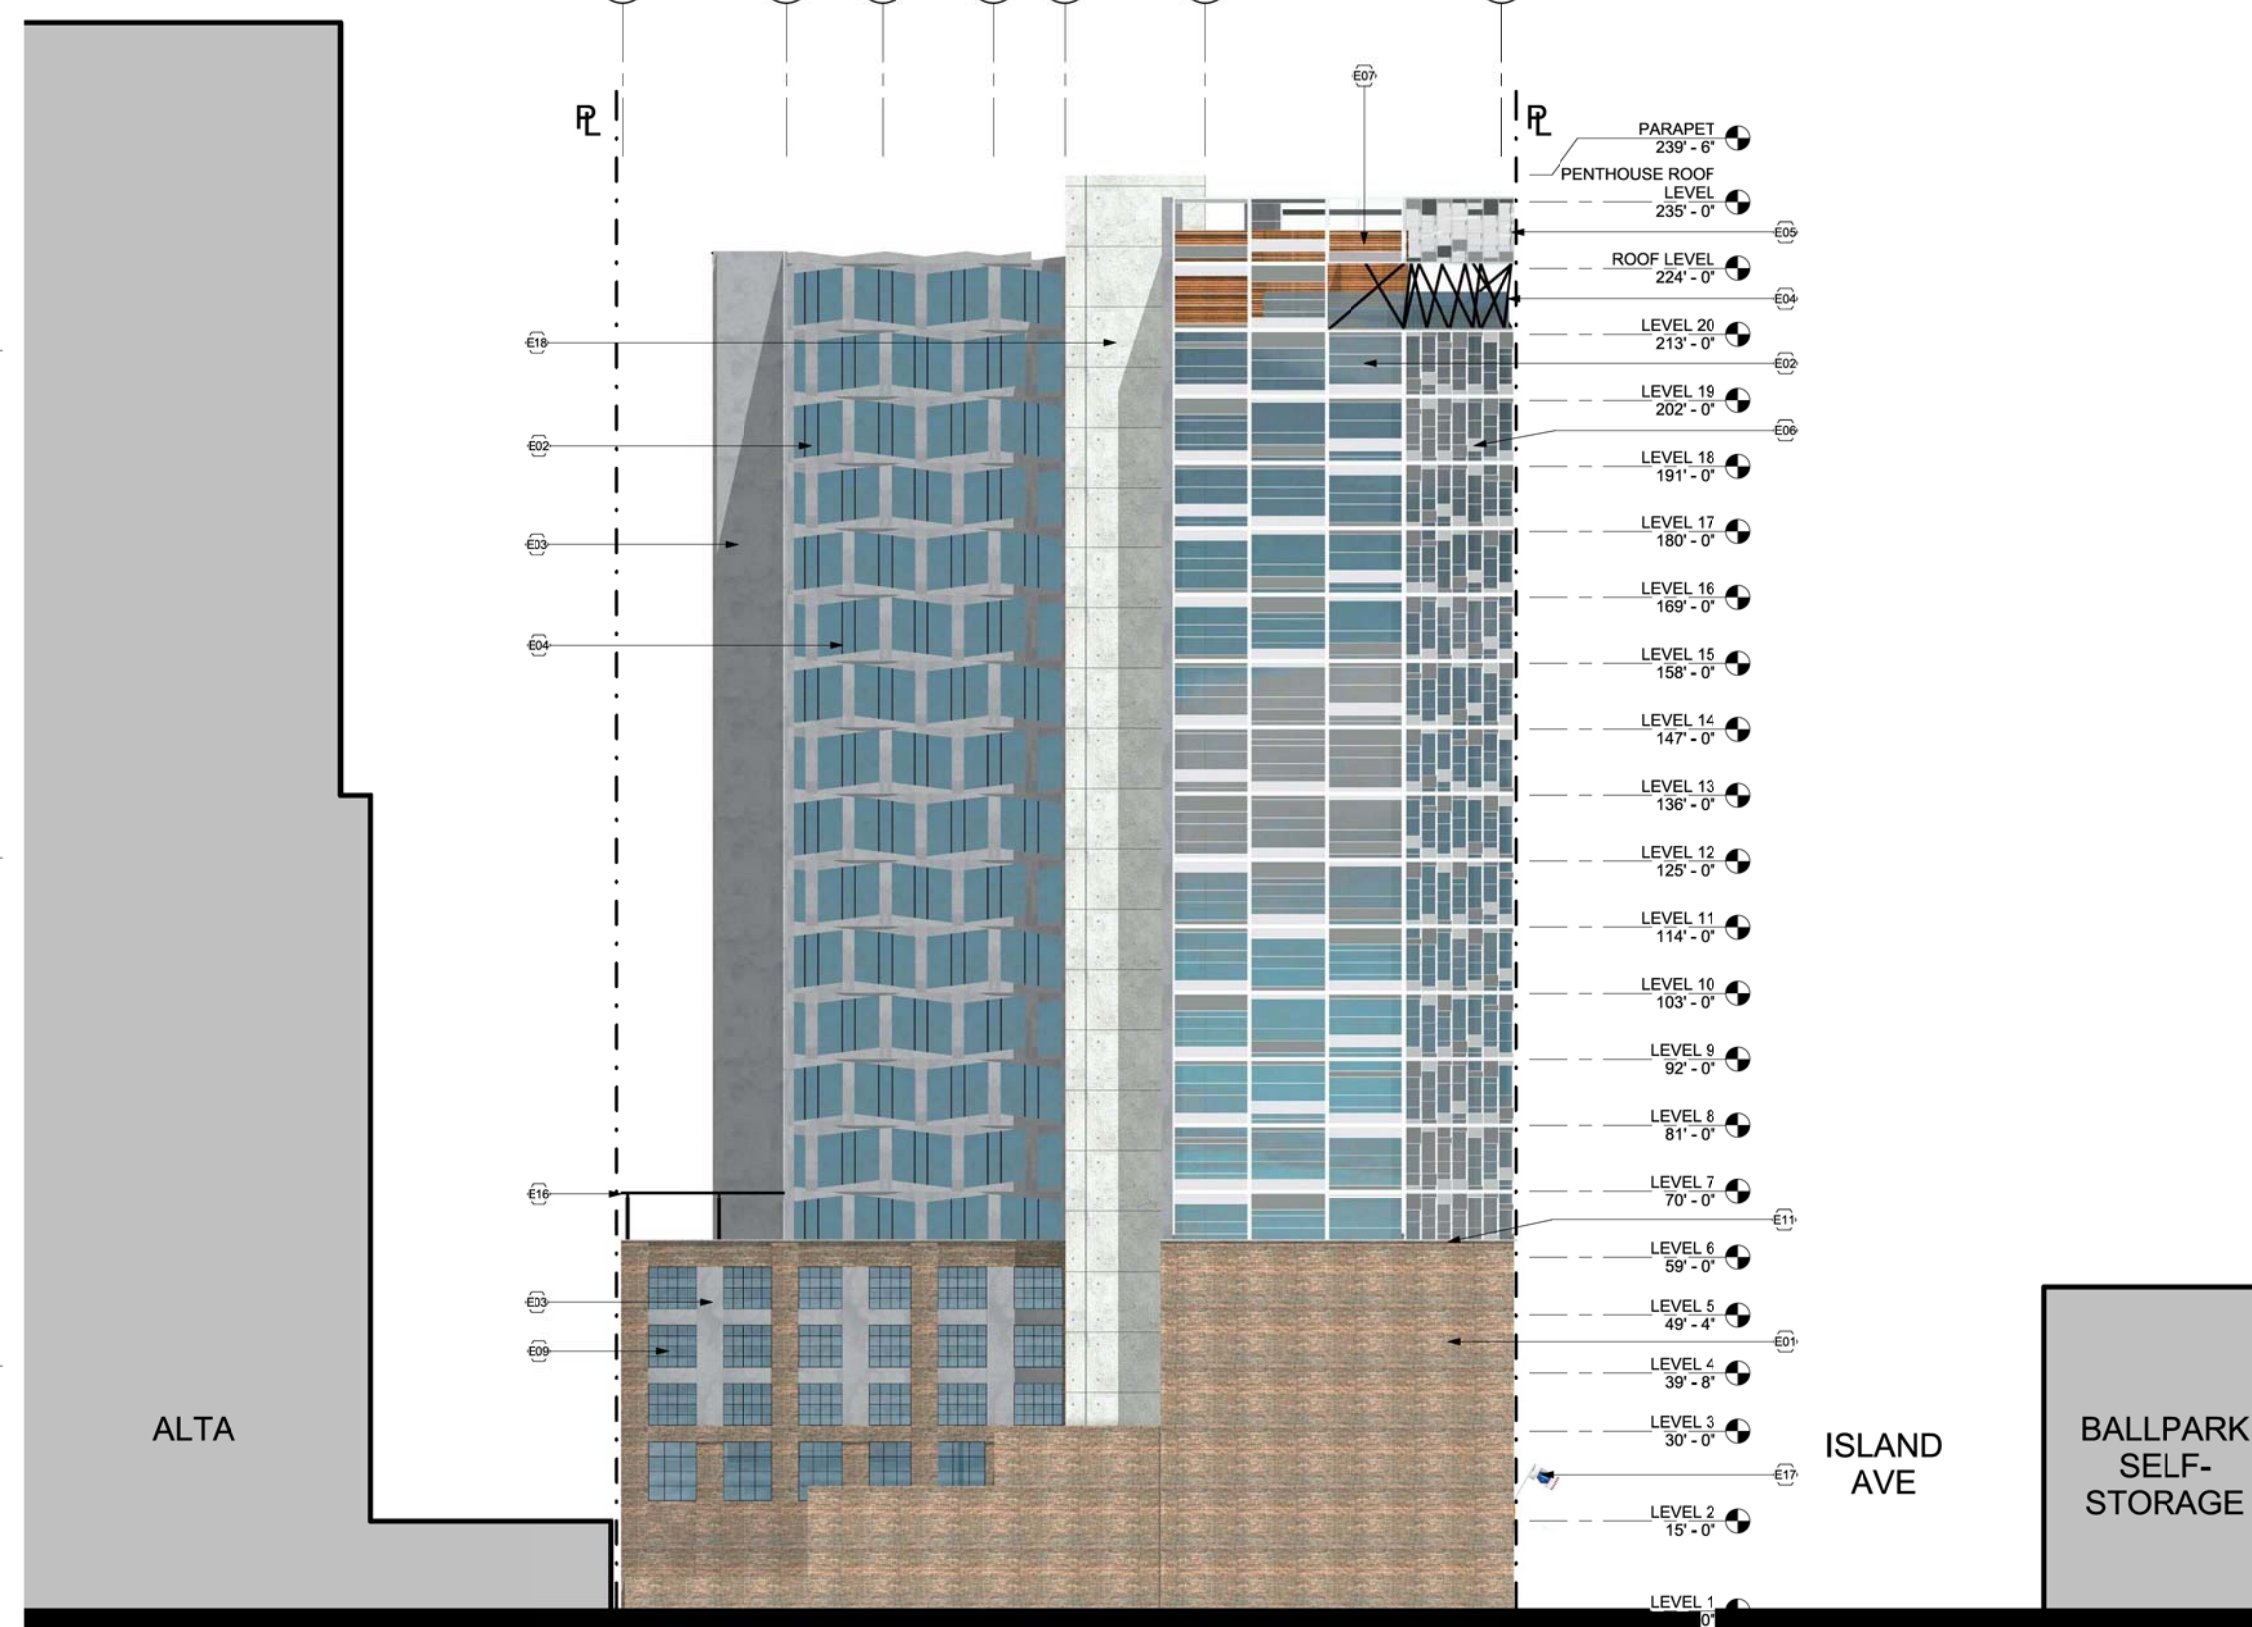 E07
PL
PL
PARAPET
239' - 6"
PENTHOUSE ROOF
LEVEL
235' - 0"
E05
ROOF LEVEL
224' - 0"
E04
LEVEL 20
213' - 0"
E18
E02
LEVEL 19
202' - 0"
E06
E02
LEVEL 18
191' - 0"
LEVEL 17
180' - 0"
E03
LEVEL 16
169' - 0"
E04
LEVEL 15
158' - 0"
LEVEL 14
147' - 0"
LEVEL 13
136' - 0"
LEVEL 12
125' - 0"
LEVEL 11
114' - 0"
LEVEL 10
103' - 0"
LEVEL 9
92' - 0"
LEVEL 8
81' - 0"
LEVEL 7
70' - 0"
E16
E11
LEVEL 6
59' - 0"
E03
LEVEL 5
49' - 4"
E01
E09
LEVEL 4
39' - 8"
LEVEL 3
30' - 0"
ALTA
ISLAND
AVE
BALLPARK
SELF-
STORAGE
E17
LEVEL 2
15' - 0"
LEVEL 1
0"